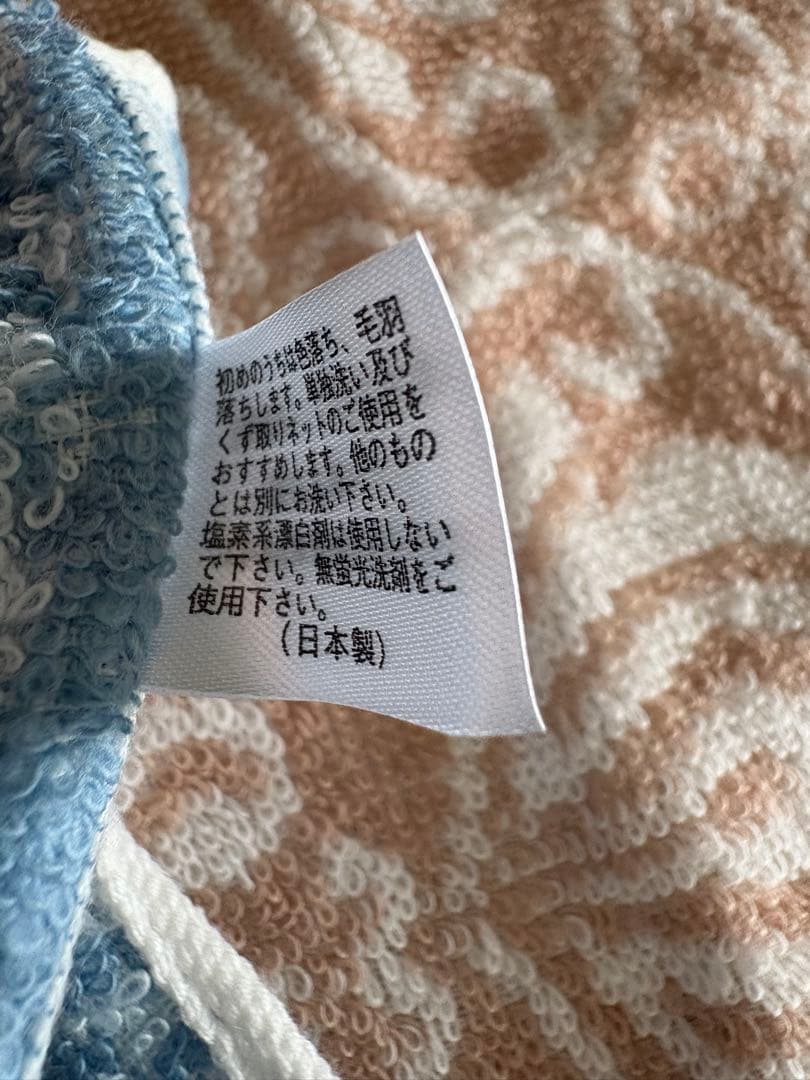 初めのうちは色落ち、毛羽
落ちします。単独洗い及び
くず取りネットのご使用を
おすすめします。他のもの
とは別にお洗い下さい。
塩素系漂白剤は使用しない
で下さい。無蛍光洗剤をご
使用下さい。
(日本製)